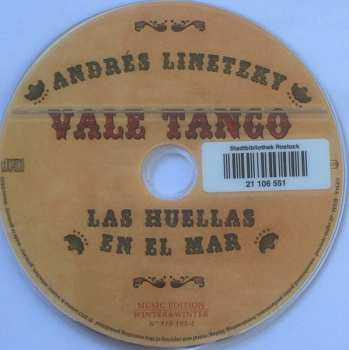 ANDRÉS LINETZKY
VALE TANGO
Stadtbibliothek Rostock
21 106 551
LAS HUELLAS
EN EL MAR
MUSIC EDITION
WINTER&WINTER